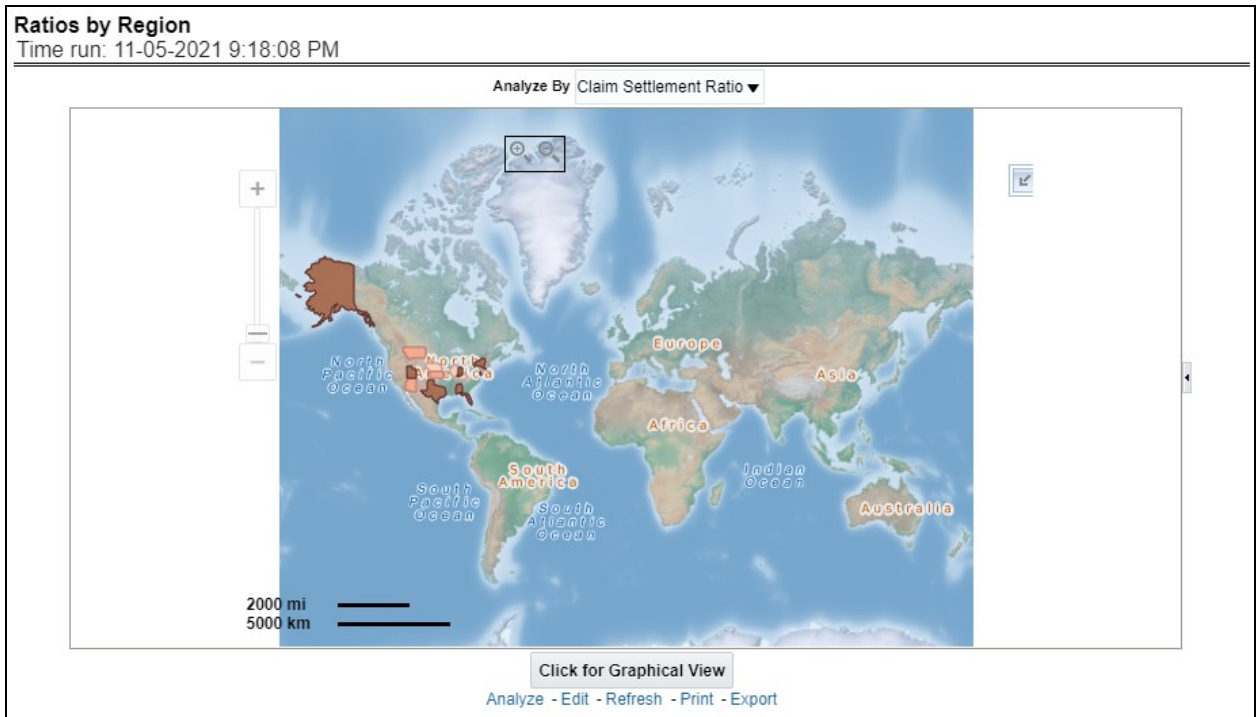 Ratios by Region
Time run: 11-05-2021 9:18:08 PM
Analyze By Claim Settlement Ratio
North
Pacific
Ocean
North
America
North
Atlantic
Ocean
Europe
Asia
Africa
South
America
South
Pacific
Ocean
South
Atlantic
Ocean
Indian
Ocean
Australia
2000 mi
5000 km
Click for Graphical View
Analyze - Edit - Refresh - Print - Export